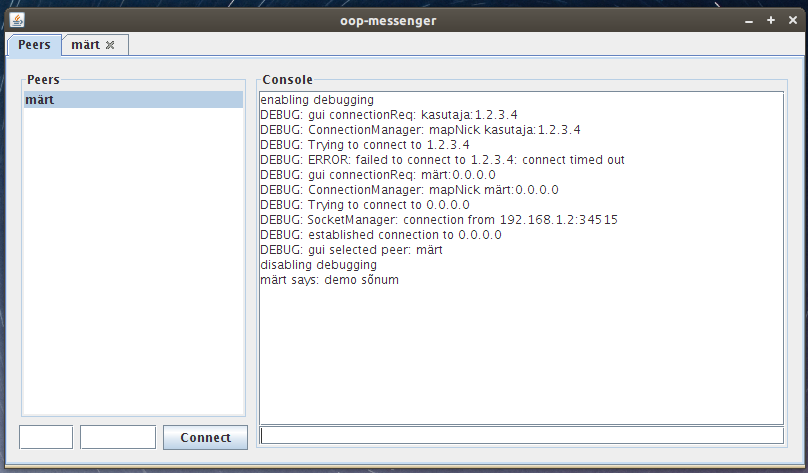 oop-messenger
Peers
märt
Peers
märt
Connect
Console
enabling debugging
DEBUG: gui connectionReq: kasutaja:1.2.3.4
DEBUG: ConnectionManager: mapNick kasutaja:1.2.3.4
DEBUG: Trying to connect to 1.2.3.4
DEBUG: ERROR: failed to connect to 1.2.3.4: connect timed out
DEBUG: gui connectionReq: märt:0.0.0.0
DEBUG: ConnectionManager: mapNick märt:0.0.0.0
DEBUG: Trying to connect to 0.0.0.0
DEBUG: SocketManager: connection from 192.168.1.2:34515
DEBUG: established connection to 0.0.0.0
DEBUG: gui selected peer: märt
disabling debugging
märt says: demo sõnum